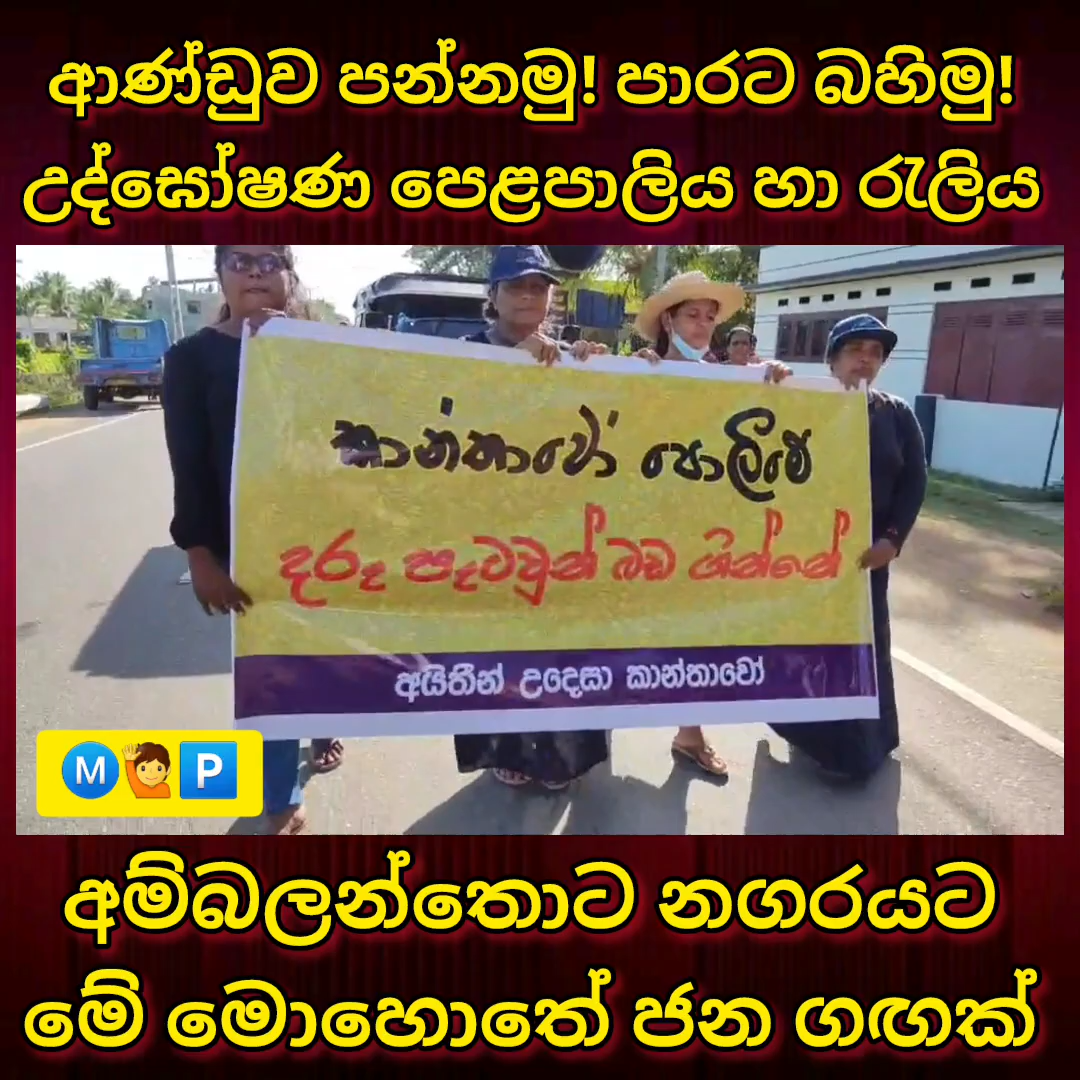 ආණ්ඩුව පන්නමු! පාරට බහිමු!
උද්ඝෝෂණ පෙළපාලිය හා රැලිය
කාන්තාවෝ පොලීමේ
දරු පැටවුන් බඩ ගින්නේ
අයිතීන් උදෙසා කාන්තාවෝ
M P
අම්බලන්තොට නගරයට
මේ මොහොතේ ජන ගඟක්